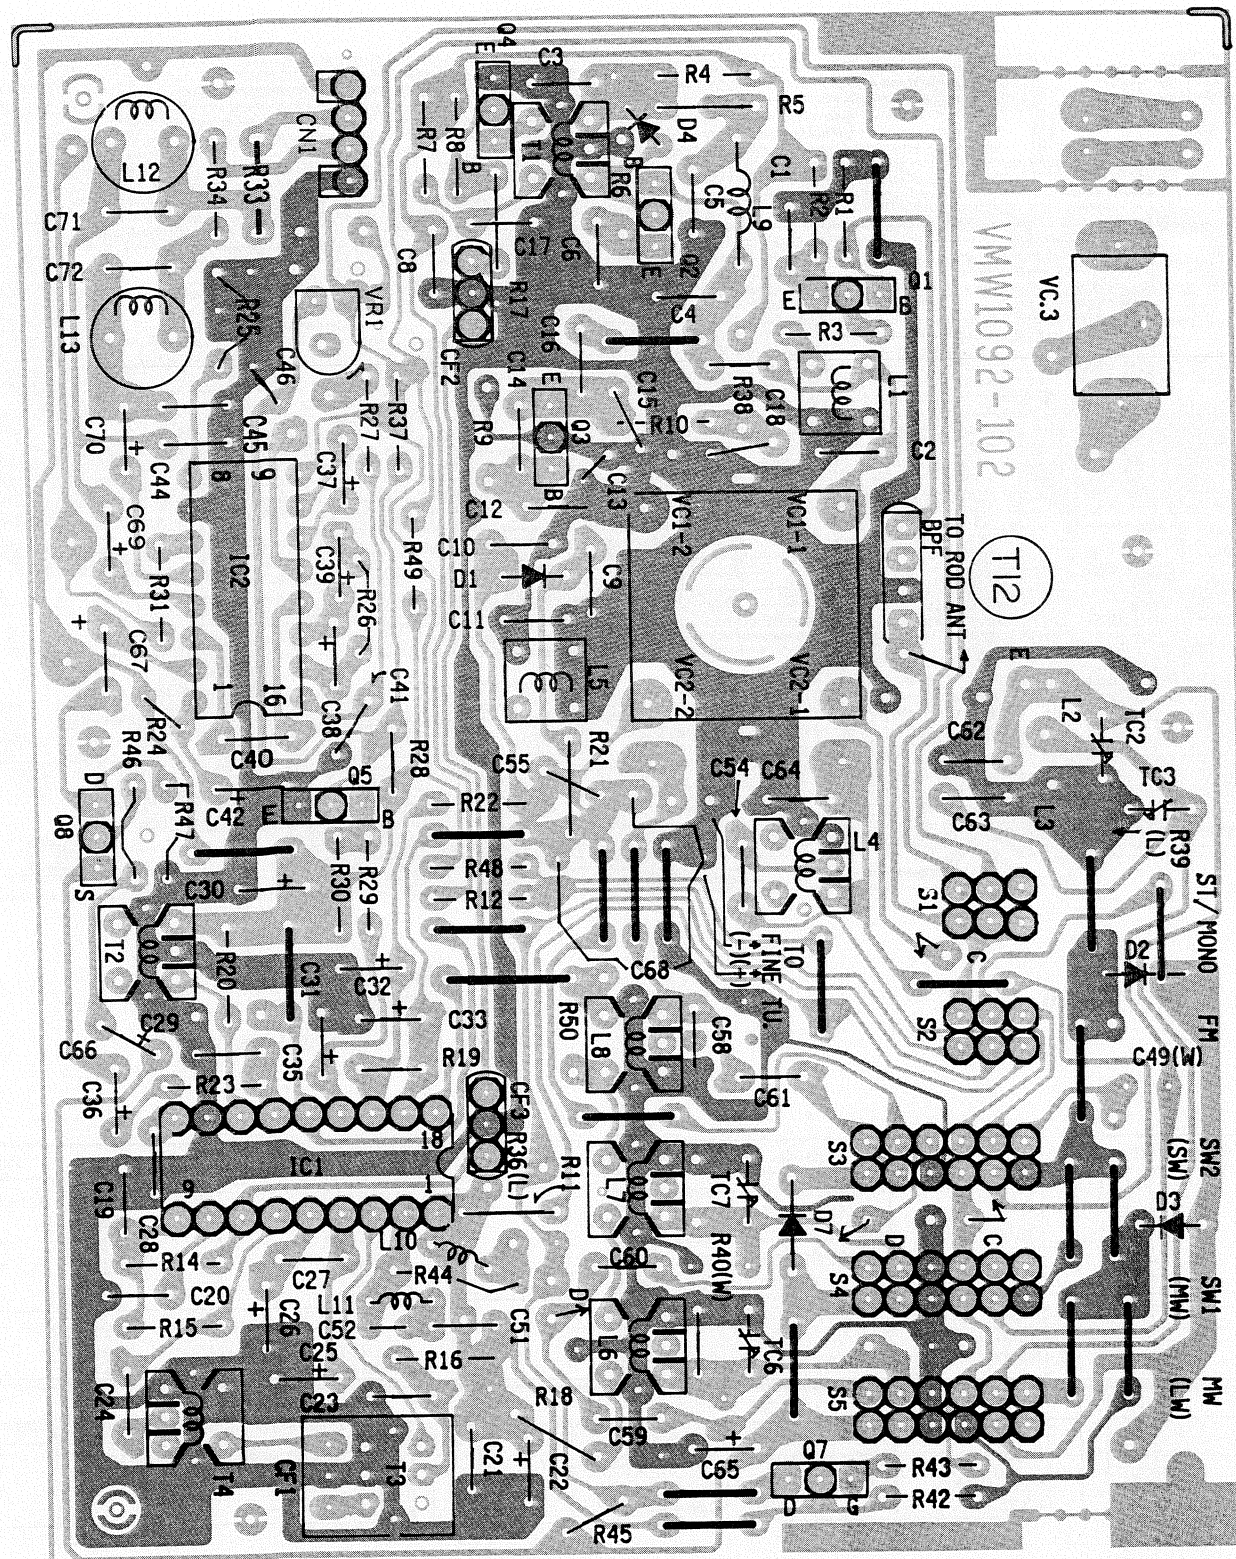 Q4
E
C3
R4
R5
CN1
R7
R8
B
T1
B
R6
D4
C1
L12
R34
R33
C5
L9
R2
R1
C71
C17
C6
E
Q2
C8
C72
VR1
R17
E
Q1
B
C4
VC.3
VMW1092-102
L13
R25
C46
CF2
C16
R3
C14
E
C15
R38
C18
L1
R27
R37
R9
Q3
R10
C70
C45
C44
8
9
C37
B
C13
C2
C12
VC1-2
VC1-1
BPF
TO ROD ANT
T12
C69
+
IC2
C39
+
R49
C10
D1
C9
R31
R26
C11
+
C67
+
1
16
C41
L5
VC2-2
VC2-1
E
L2
TC2
R24
C38
R46
C40
R28
C55
R21
C54
C64
C62
TC3
D
Q8
R47
+
C42
E
Q5
B
R22
C63
L3
(L)
R39
L4
S
C30
+
R30
R29
R48
R12
S1
ST/MONO
T2
R20
C31
+
C32
C68
TO
FINE TU.
(-)(+)
C
D2
C29
+
C33
R50
L8
C58
S2
FM
C66
C35
+
R19
C49(W)
C36
+
R23
CF3
C61
18
IC1
R36(L)
R11
S3
SW2
(SW)
9
1
L7
TC7
C19
C28
L10
D7
D
C
D3
R14
C27
R44
C60
R40(W)
S4
C20
L11
C26
+
D
SW1
(MW)
R15
C52
C51
L6
TC6
C25
+
R16
C24
C23
R18
S5
MW
(LW)
C59
T4
CF1
T3
C21
+
C22
+
C65
Q7
R43
D
G
R42
R45